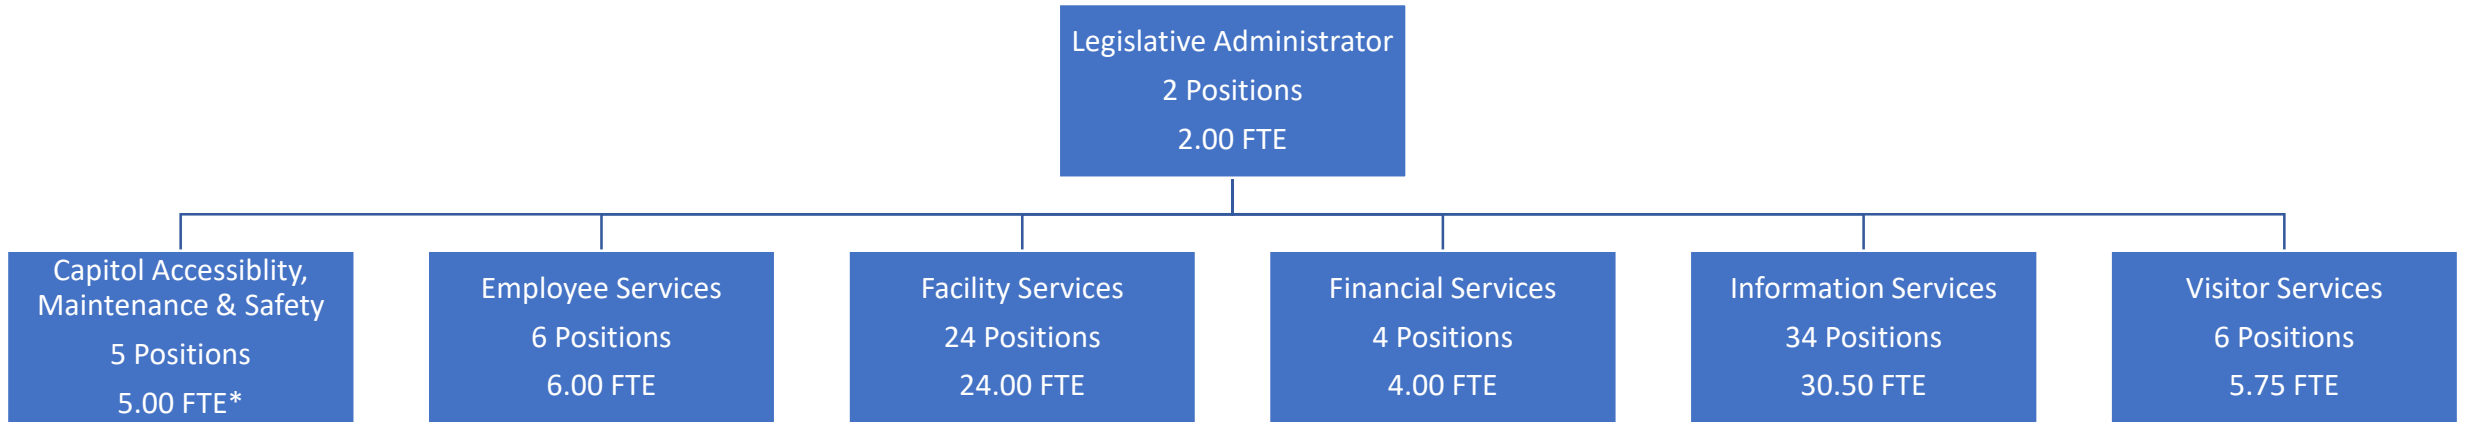 Legislative Administrator
2 Positions
2.00 FTE
Capitol Accessiblity,
Maintenance & Safety
5 Positions
5.00 FTE*
Employee Services
6 Positions
6.00 FTE
Facility Services
24 Positions
24.00 FTE
Financial Services
4 Positions
4.00 FTE
Information Services
34 Positions
30.50 FTE
Visitor Services
6 Positions
5.75 FTE